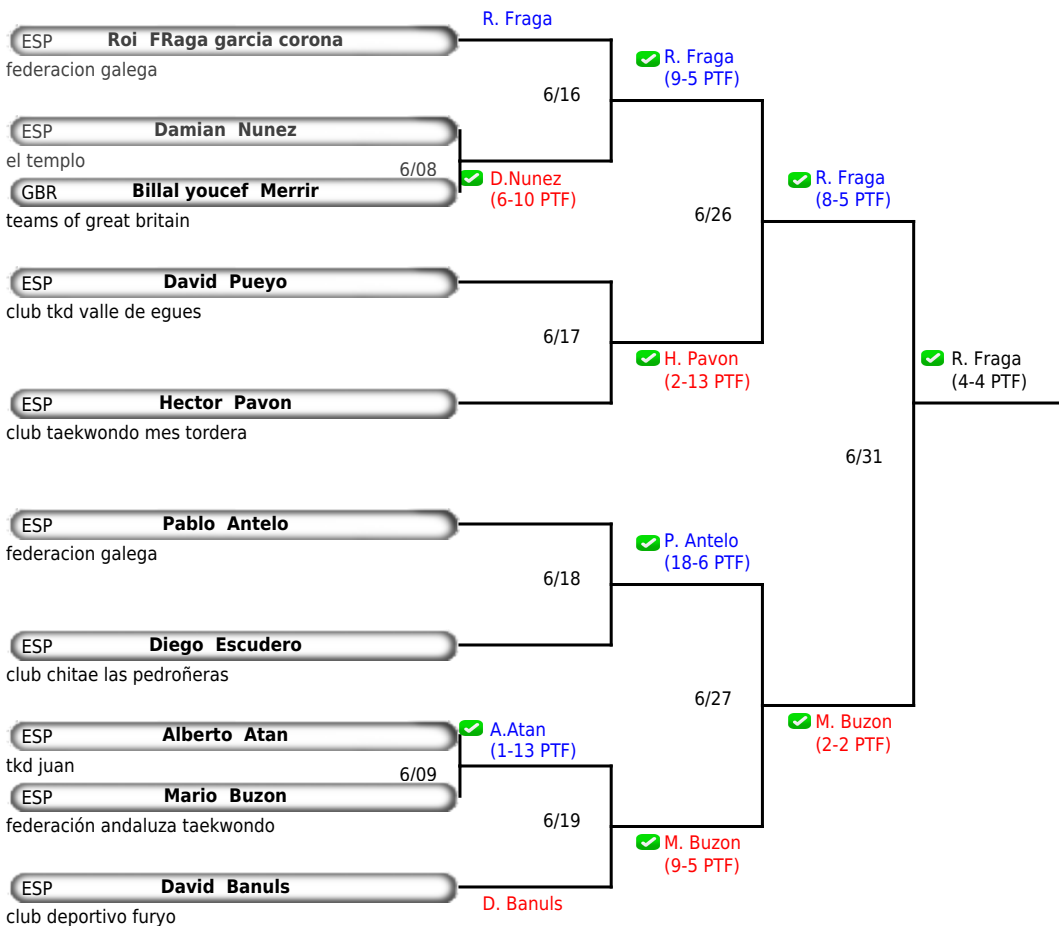 R. Fraga
ESP Roi FRaga garcia corona
federacion galega
R. Fraga
(9-5 PTF)
6/16
ESP Damian Nunez
el templo
6/08
GBR Billal youcef Merrir
teams of great britain
D.Nunez
(6-10 PTF)
R. Fraga
(8-5 PTF)
6/26
ESP David Pueyo
club tkd valle de egues
6/17
H. Pavon
(2-13 PTF)
R. Fraga
(4-4 PTF)
ESP Hector Pavon
club taekwondo mes tordera
6/31
ESP Pablo Antelo
federacion galega
P. Antelo
(18-6 PTF)
6/18
ESP Diego Escudero
club chitae las pedroñeras
6/27
M. Buzon
(2-2 PTF)
ESP Alberto Atan
tkd juan
A.Atan
(1-13 PTF)
6/09
ESP Mario Buzon
federación andaluza taekwondo
6/19
M. Buzon
(9-5 PTF)
ESP David Banuls
club deportivo furyo
D. Banuls